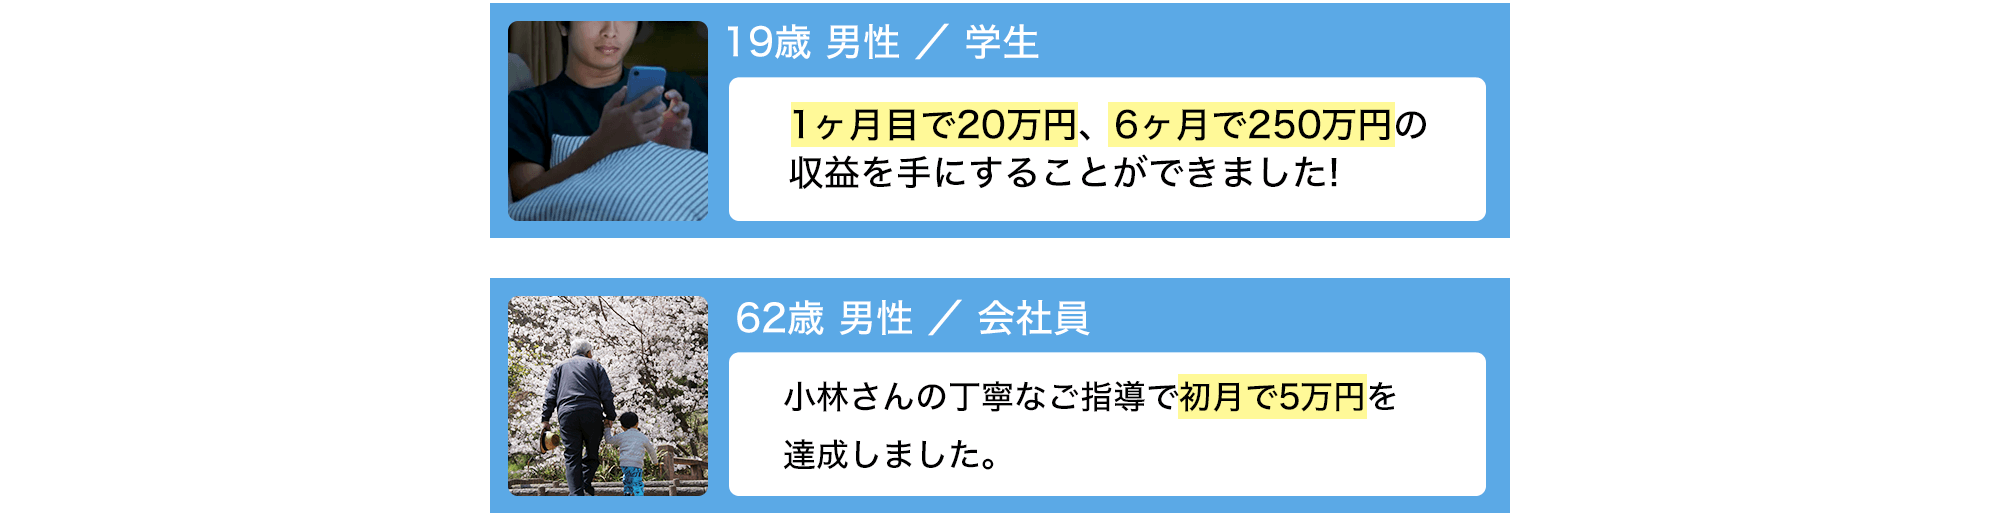 19歳 男性 ／ 学生
1ヶ月目で20万円、6ヶ月で250万円の
収益を手にすることができました!
62歳 男性 ／ 会社員
小林さんの丁寧なご指導で初月で5万円を
達成しました。